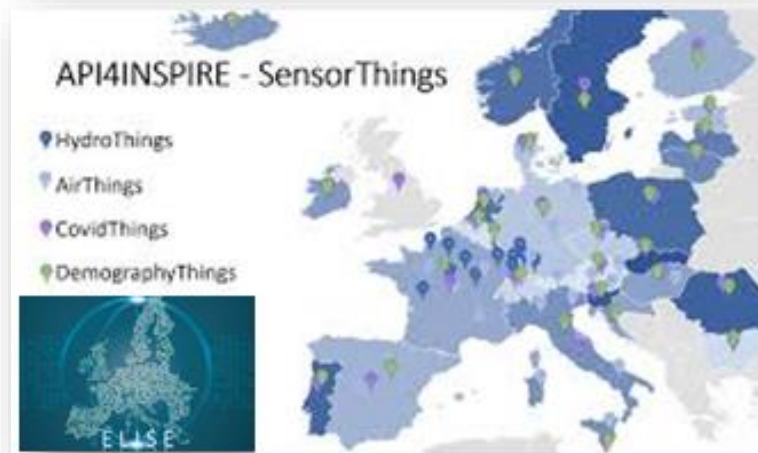 API4INSPIRE - SensorThings
HydroThings
AirThings
CovidThings
DemographyThings
ELISE